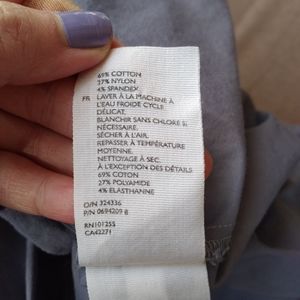 69% COTTON
27% NYLON
4% SPANDEX
FR LAVER À LA MACHINE À
L'EAU FROIDE CYCLE
DÉLICAT.
BLANCHIR SANS CHLORE SI
NÉCESSAIRE.
SÉCHER À L'AIR.
REPASSER À TEMPÉRATURE
MOYENNE.
NETTOYAGE À SEC.
À L'EXCEPTION DES DÉTAILS
69% COTON
27% POLYAMIDE
4% ÉLASTHANNE
O/N 324336
P/N 0694209 8
RN101255
CA42271